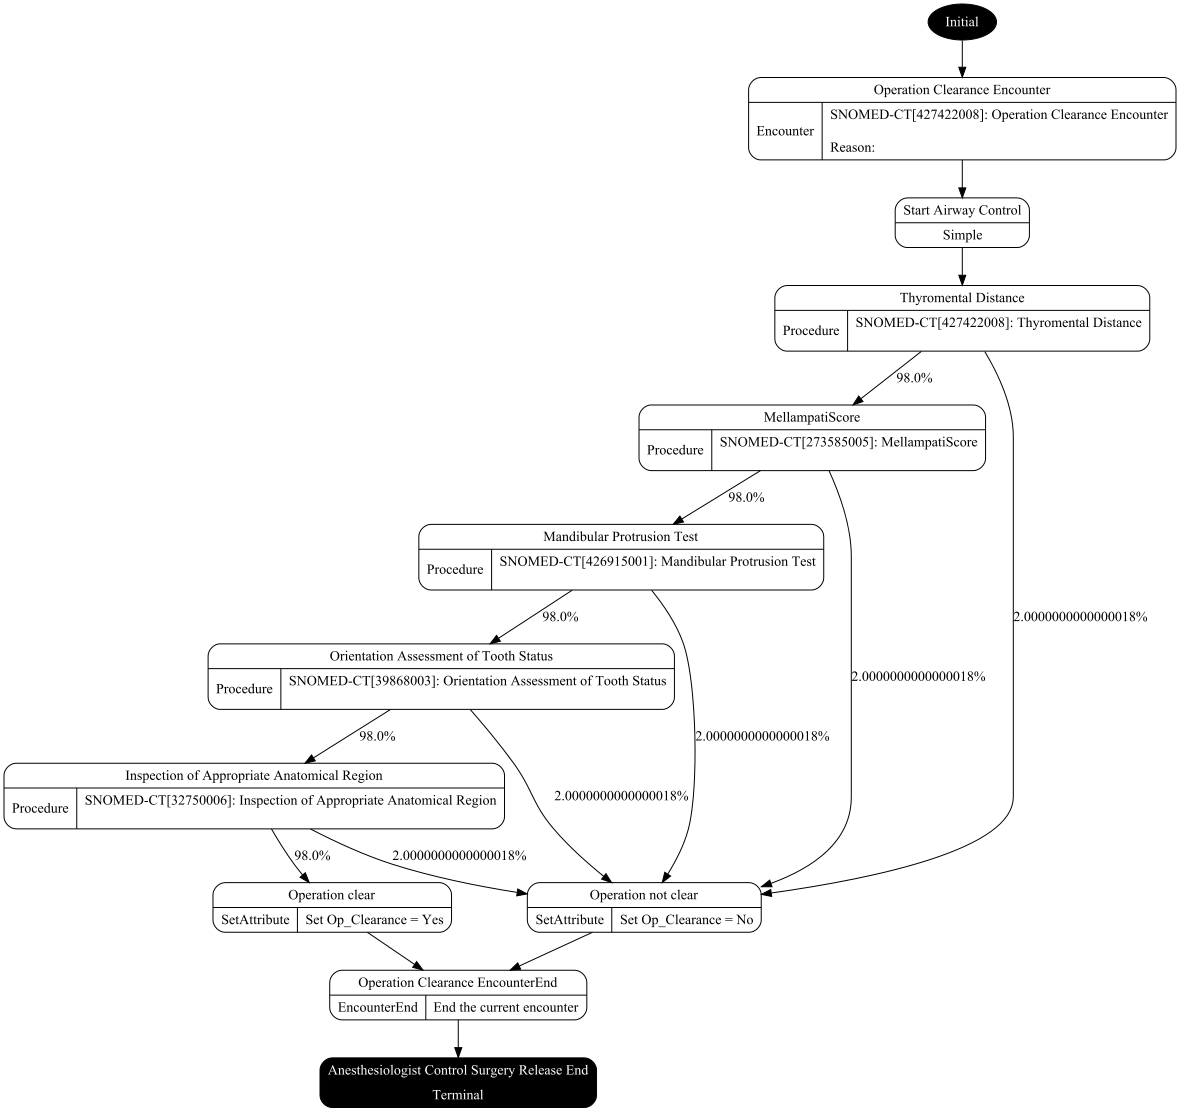 Initial
Operation Clearance Encounter
Encounter
SNOMED-CT[427422008]: Operation Clearance Encounter
Reason:
Start Airway Control
Simple
Thyromental Distance
Procedure
SNOMED-CT[427422008]: Thyromental Distance
98.0%
MellampatiScore
Procedure
SNOMED-CT[273585005]: MellampatiScore
98.0%
Mandibular Protrusion Test
Procedure
SNOMED-CT[426915001]: Mandibular Protrusion Test
98.0%
2.0000000000000018%
Orientation Assessment of Tooth Status
Procedure
SNOMED-CT[39868003]: Orientation Assessment of Tooth Status
2.0000000000000018%
98.0%
2.0000000000000018%
Inspection of Appropriate Anatomical Region
Procedure
SNOMED-CT[32750006]: Inspection of Appropriate Anatomical Region
2.0000000000000018%
98.0%
2.0000000000000018%
Operation clear
SetAttribute
Set Op_Clearance = Yes
Operation not clear
SetAttribute
Set Op_Clearance = No
Operation Clearance EncounterEnd
EncounterEnd
End the current encounter
Anesthesiologist Control Surgery Release End
Terminal